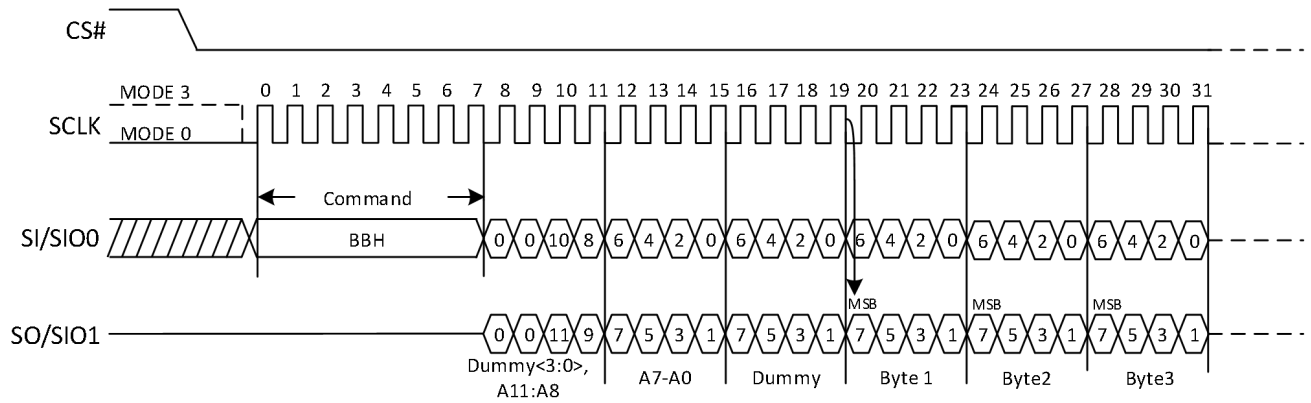 CS#
0 1 2 3 4 5 6 7 8 9 10 11 12 13 14 15 16 17 18 19 20 21 22 23 24 25 26 27 28 29 30 31
MODE 3
SCLK
MODE 0
Command
SI/SIO0 BBH 0 0 10 8 6 4 2 0 6 4 2 0 6 4 2 0 6 4 2 0 6 4 2 0
MSB MSB MSB
SO/SIO1 0 0 11 9 7 5 3 1 7 5 3 1 7 5 3 1 7 5 3 1 7 5 3 1
Dummy<3:0>,
A11:A8
A7-A0 Dummy Byte 1 Byte2 Byte3